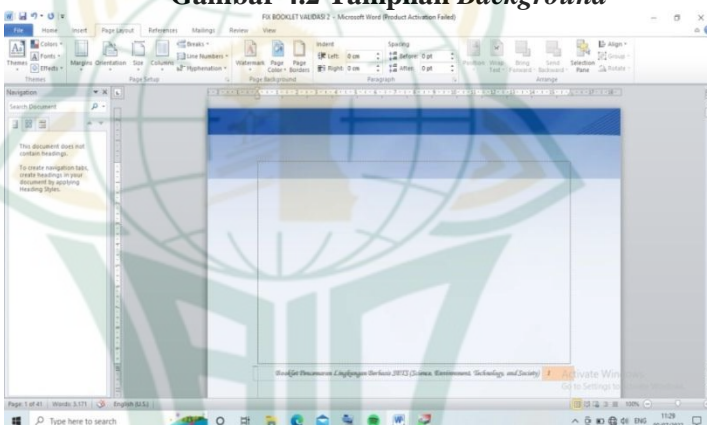 Gambar 4.2 Tampilan Background
FIX BOOKLET VALIDASI 2 - Microsoft Word (Product Activation Failed)
File Home Insert Page Layout References Mailings Review View
Themes Colors Fonts Effects Margins Orientation Size Columns Breaks Line Numbers Hyphenation Watermark Page Color Page Borders Indent Left: 0 cm Right: 0 cm Spacing Before: 0 pt After: 0 pt Position Wrap Text Bring Forward Send Backward Selection Pane Align Group Rotate
Themes Page Setup Page Background Paragraph Arrange
Navigation
Search Document
This document does not contain headings.
To create navigation tabs, create headings in your document by applying Heading Styles.
Booklet Pencemaran Lingkungan Berbasis SETS (Science, Environment, Technology, and Society) 1
Activate Windows
Go to Settings to activate Windows.
Page: 1 of 41 Words: 3.171 English (U.S.) 100%
Type here to search ENG 11:29